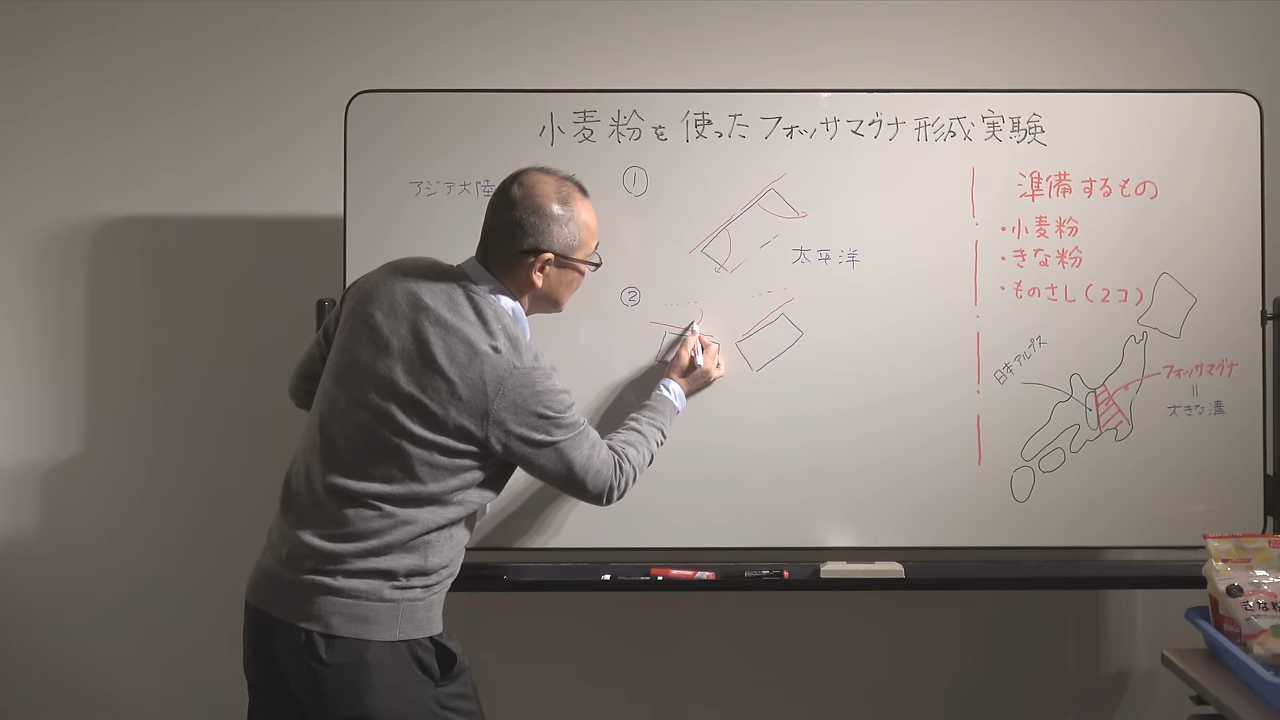 小麦粉を使ったフォッサマグナ形成実験
アジア大陸
①
太平洋
②
準備するもの
・小麦粉
・きな粉
・ものさし(2コ)
日本アルプス
フォッサマグナ
=
大きな溝
きな粉